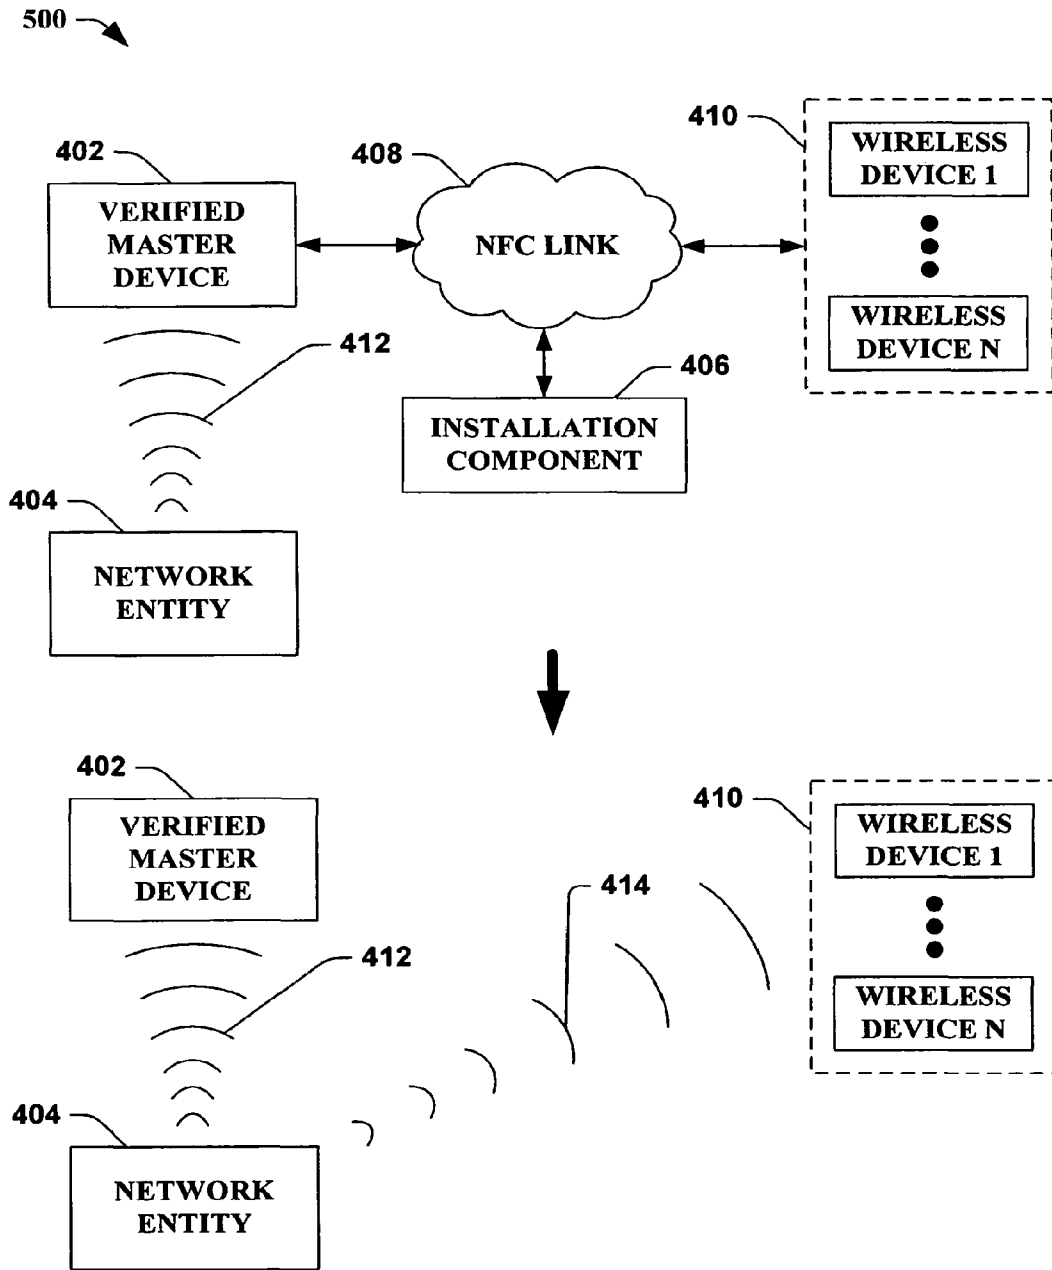 500
410
WIRELESS
DEVICE 1
402
408
VERIFIED
MASTER
DEVICE
NFC LINK
WIRELESS
DEVICE N
412
406
INSTALLATION
COMPONENT
404
NETWORK
ENTITY
402
410
VERIFIED
MASTER
DEVICE
WIRELESS
DEVICE 1
414
412
WIRELESS
DEVICE N
404
NETWORK
ENTITY